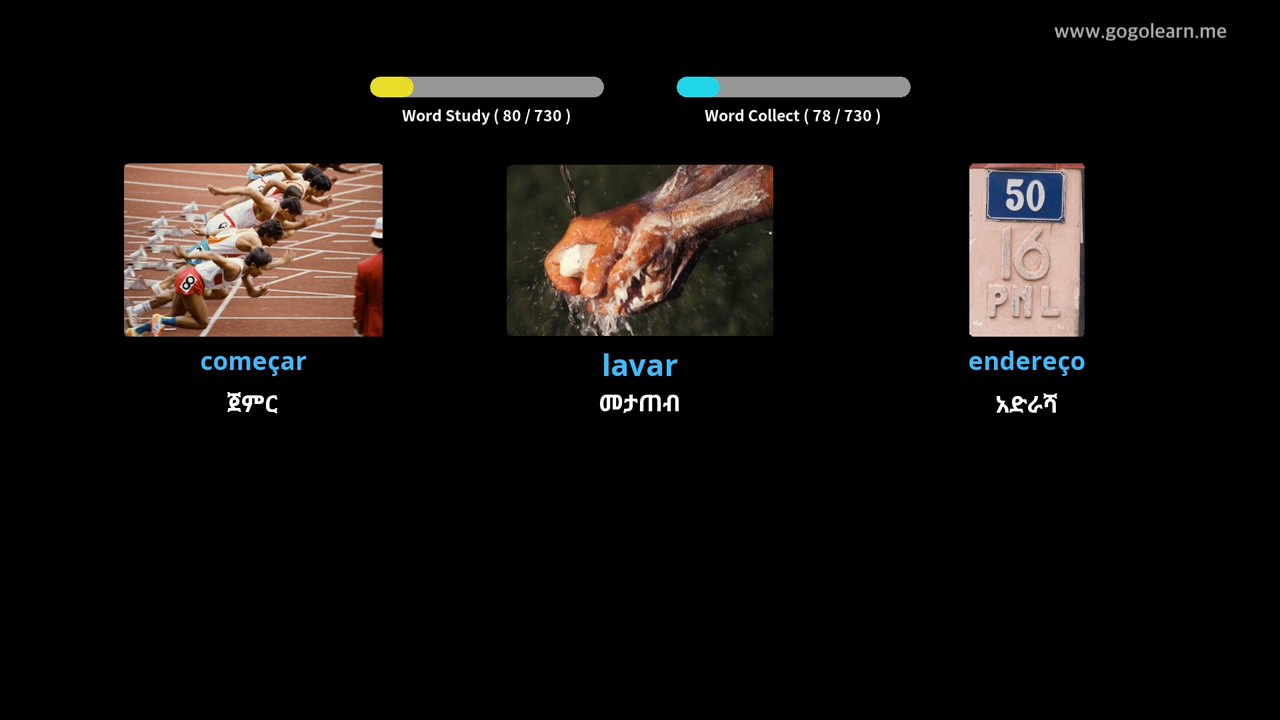 www.gogolearn.me
Word Study ( 80 / 730 )
Word Collect ( 78 / 730 )
8
50
16
PNL
começar
lavar
endereço
ጀምር
መታጠብ
አድራሻ